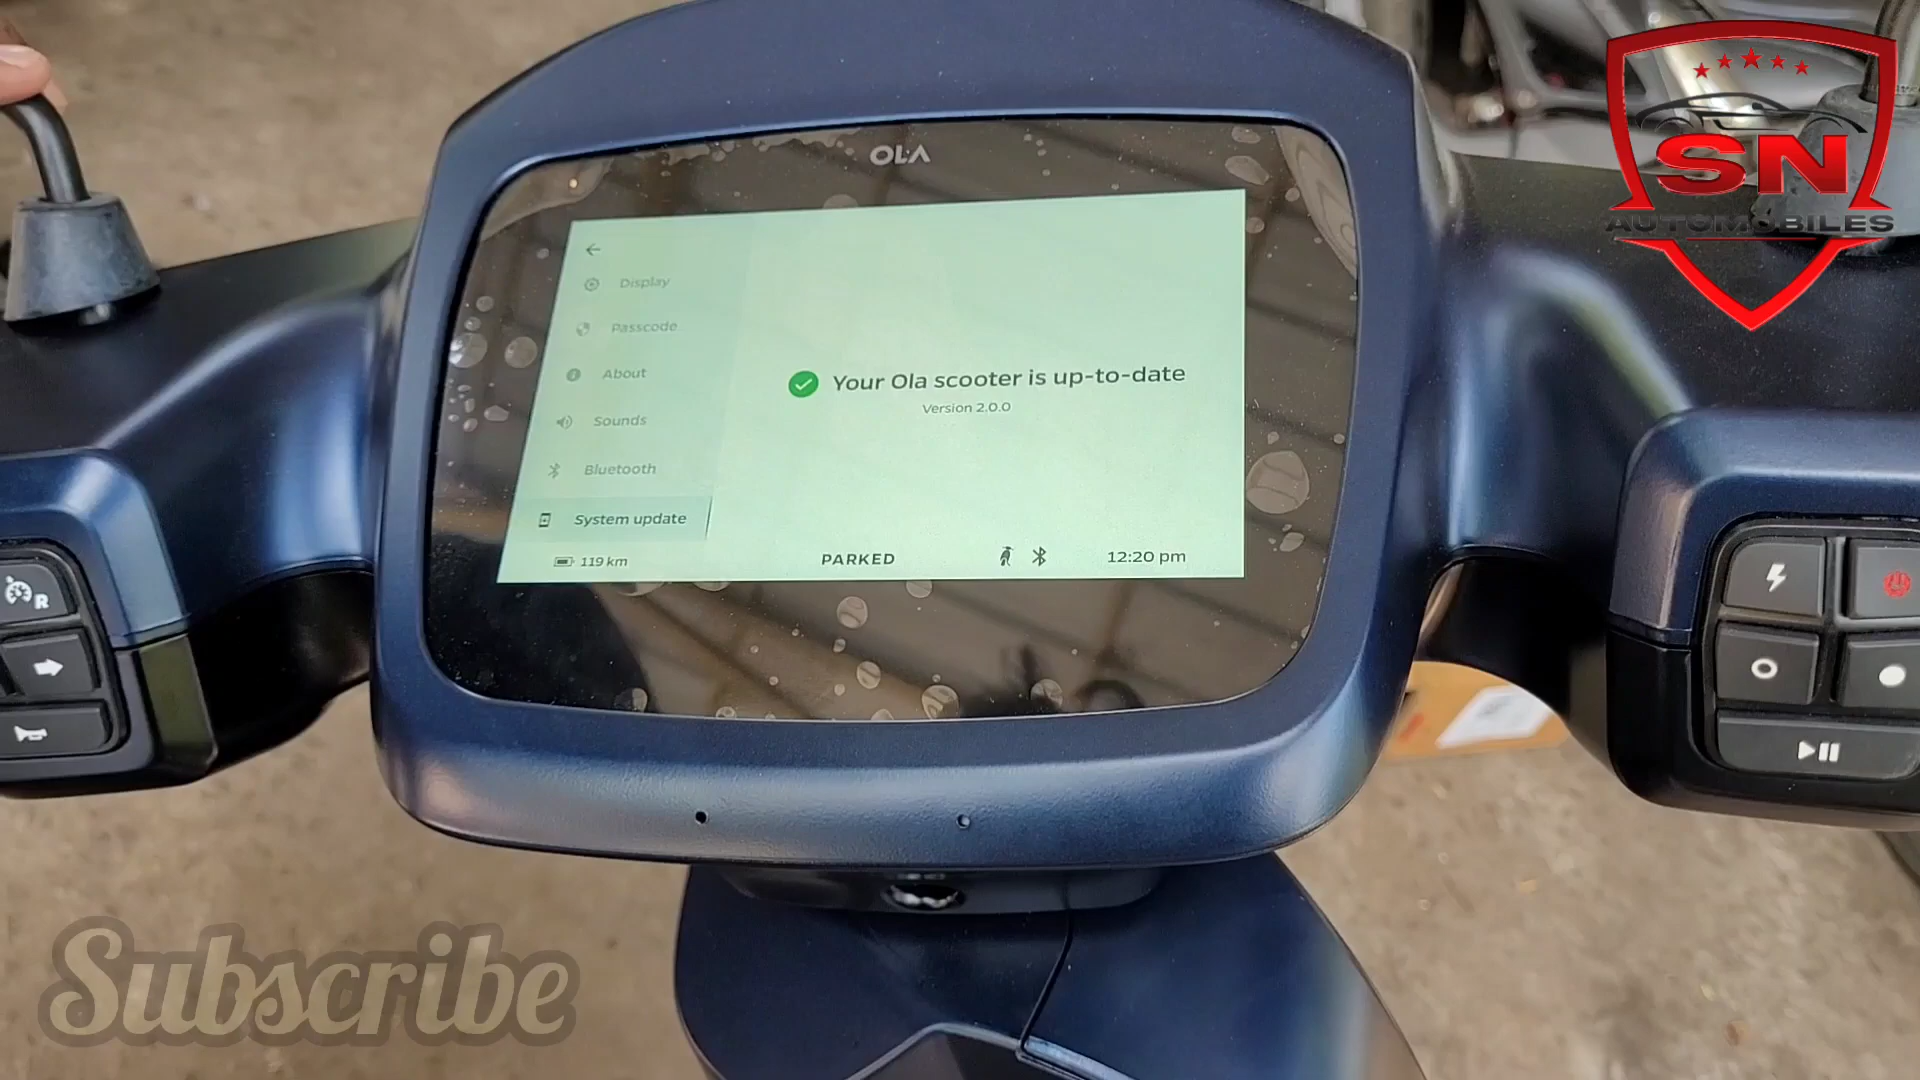 OLA
Display
Passcode
About
Sounds
Bluetooth
System update
Your Ola scooter is up-to-date
Version 2.0.0
119 km
PARKED
12:20 pm
R
SN
AUTOMOBILES
Subscribe